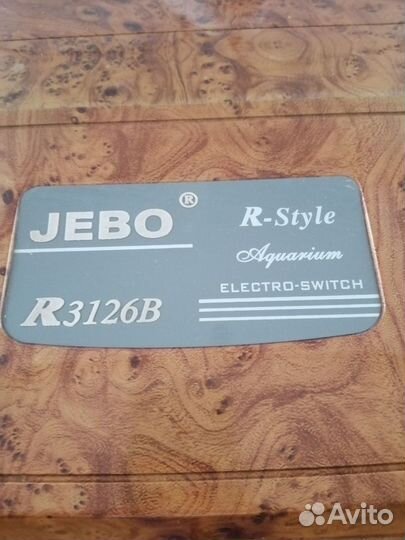 JEBO®
R3126B
R-Style
Aquarium
ELECTRO-SWITCH
Avito